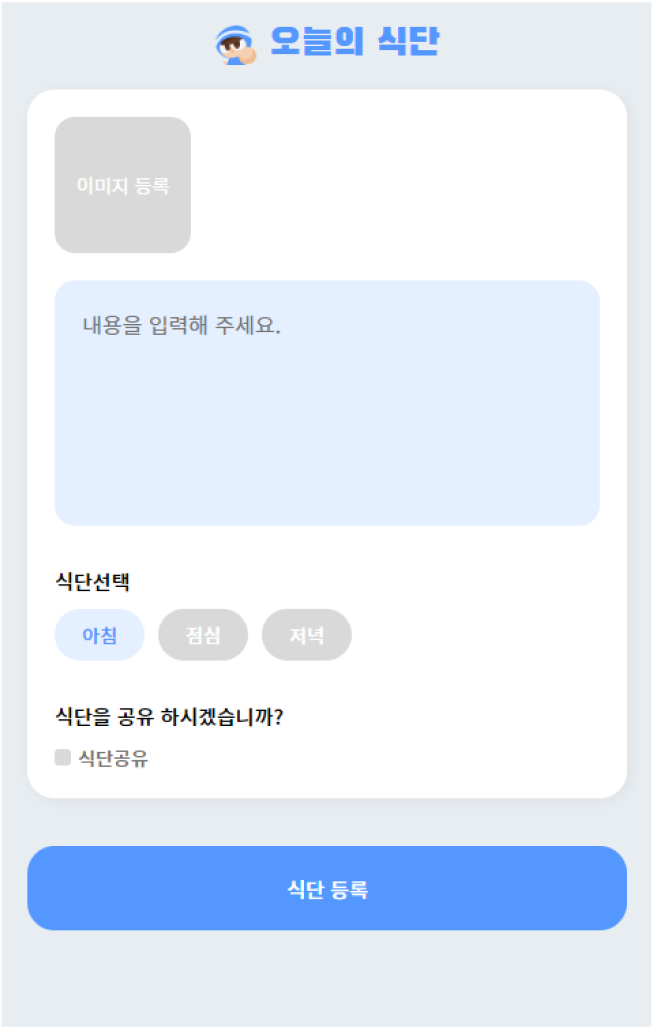 오늘의 식단
이미지 등록
내용을 입력해 주세요.
식단선택
아침 점심 저녁
식단을 공유 하시겠습니까?
식단공유
식단 등록